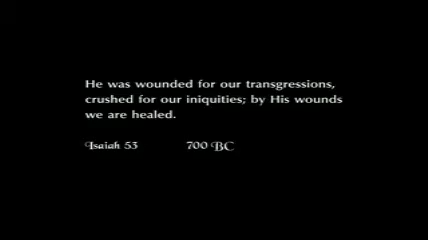 He was wounded for our transgressions,
crushed for our iniquities; by His wounds
we are healed.
Isaiah 53 700 BC